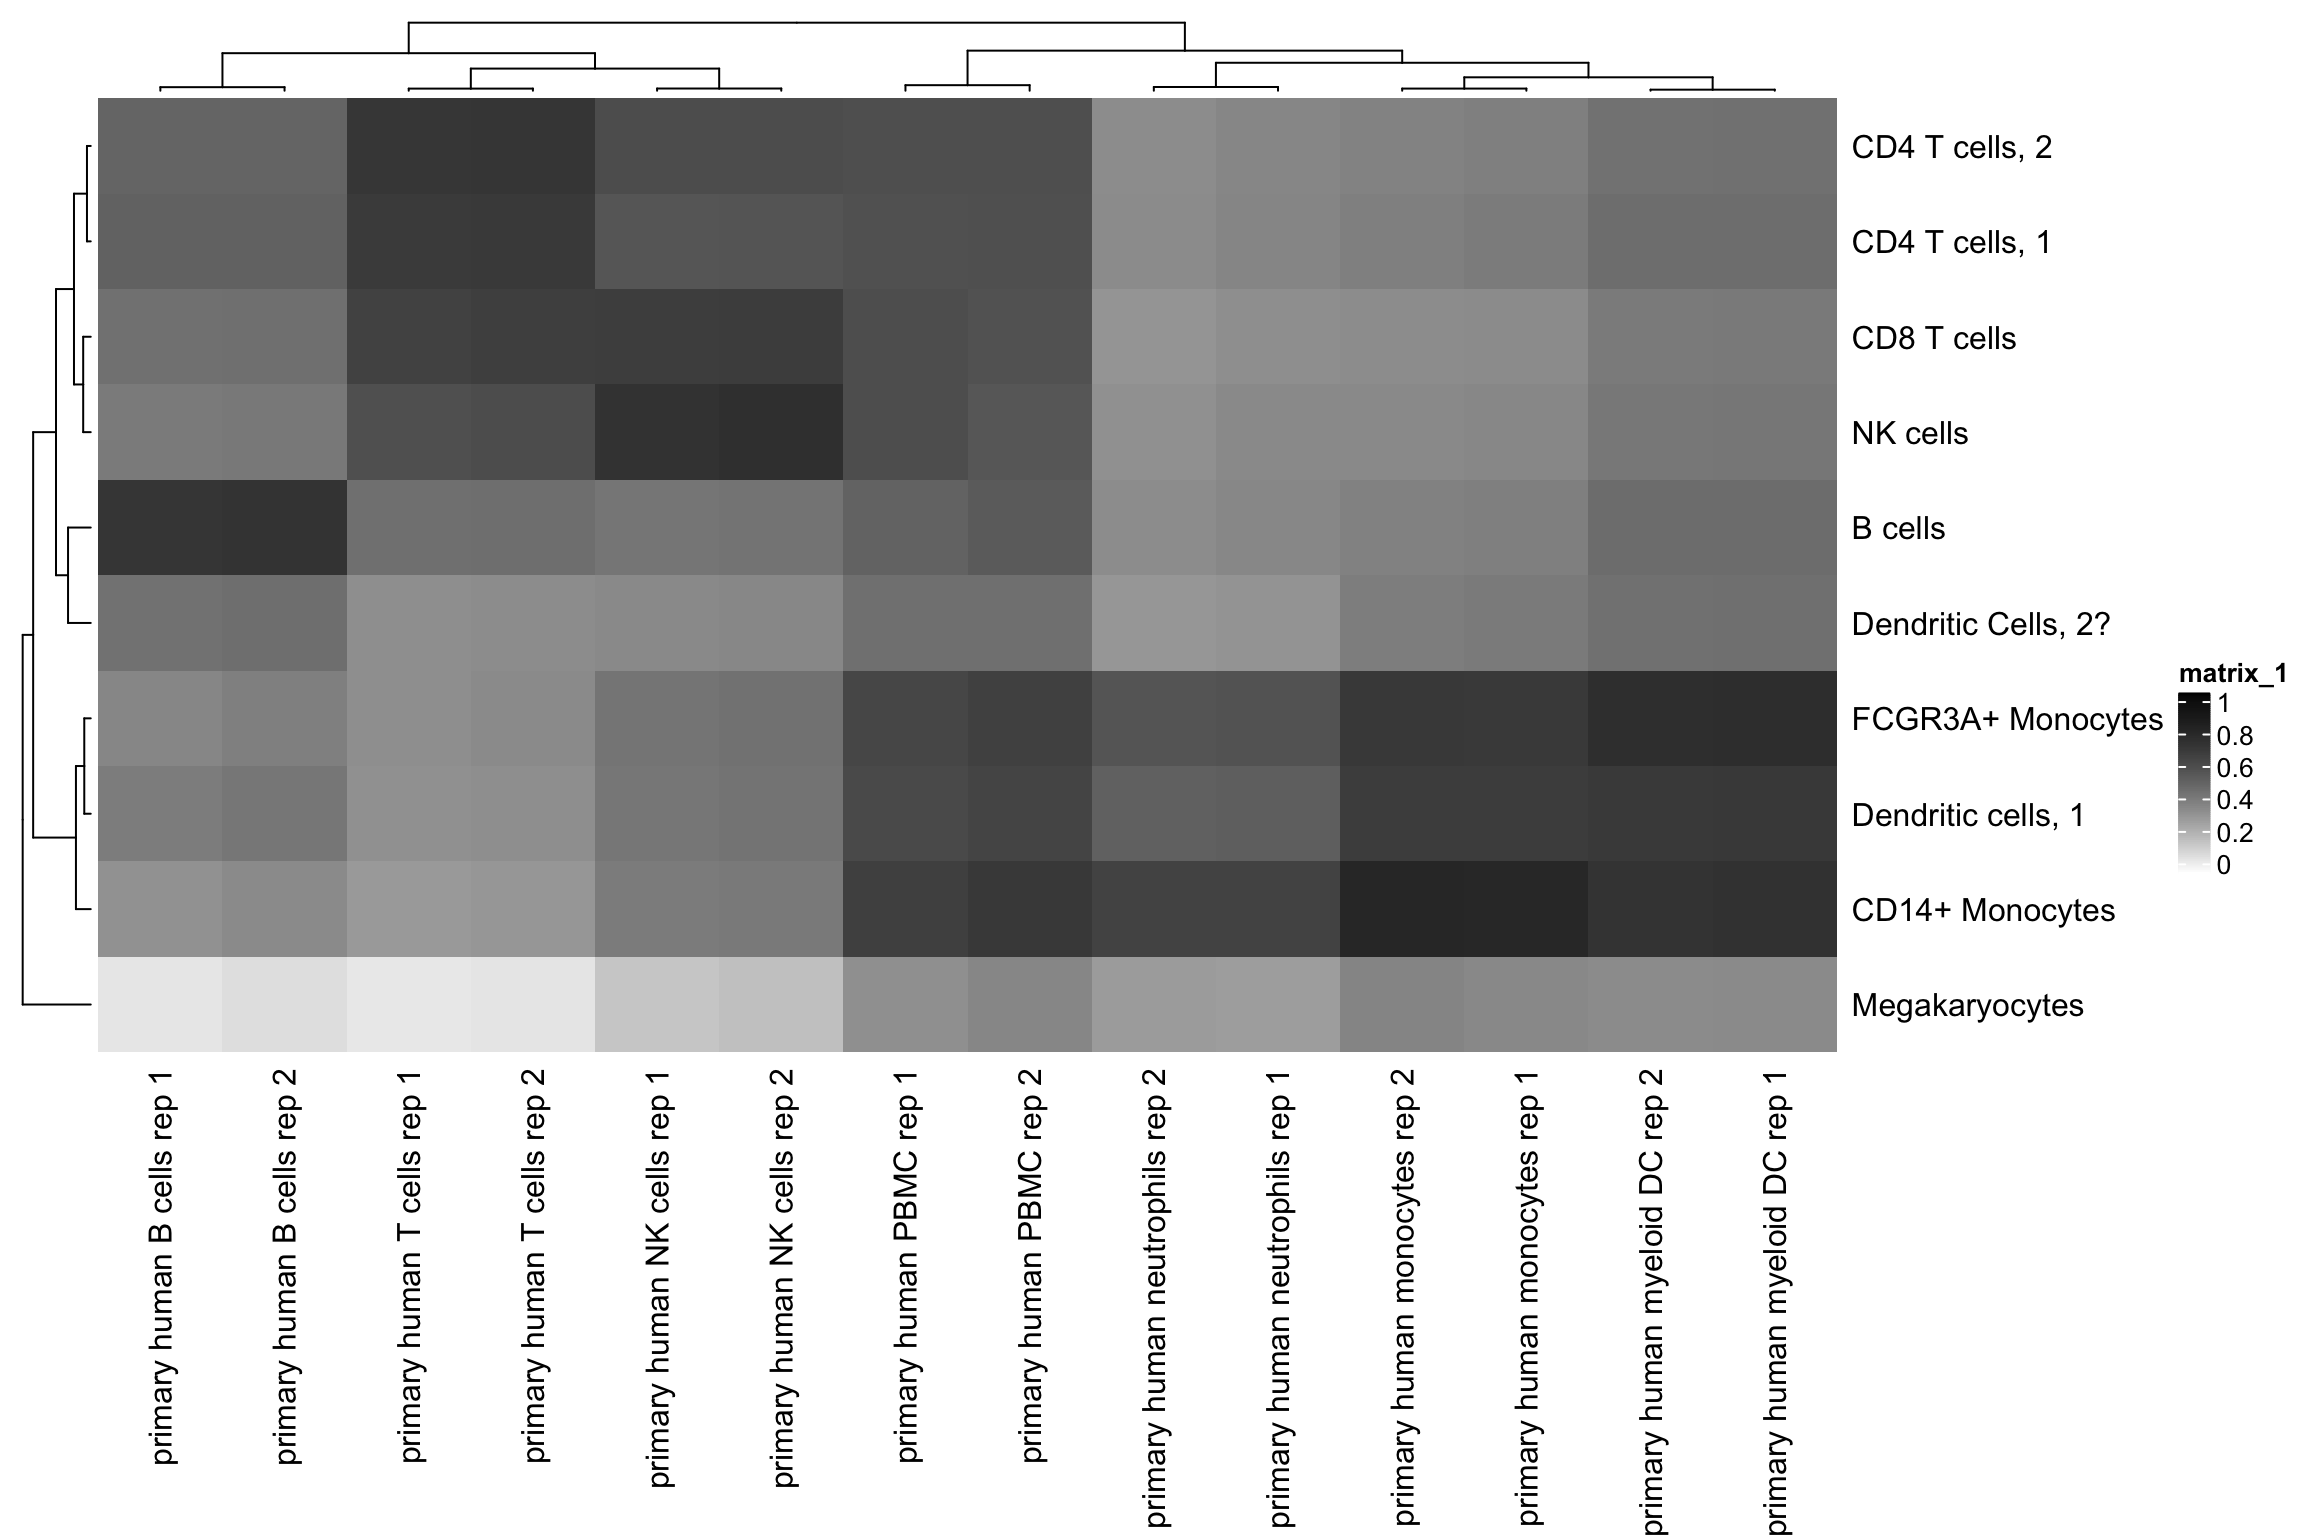 CD4 T cells, 2
CD4 T cells, 1
CD8 T cells
NK cells
B cells
Dendritic Cells, 2?
FCGR3A+ Monocytes
Dendritic cells, 1
CD14+ Monocytes
Megakaryocytes
matrix_1
1
0.8
0.6
0.4
0.2
0
primary human B cells rep 1
primary human B cells rep 2
primary human T cells rep 1
primary human T cells rep 2
primary human NK cells rep 1
primary human NK cells rep 2
primary human PBMC rep 1
primary human PBMC rep 2
primary human neutrophils rep 2
primary human neutrophils rep 1
primary human monocytes rep 2
primary human monocytes rep 1
primary human myeloid DC rep 2
primary human myeloid DC rep 1